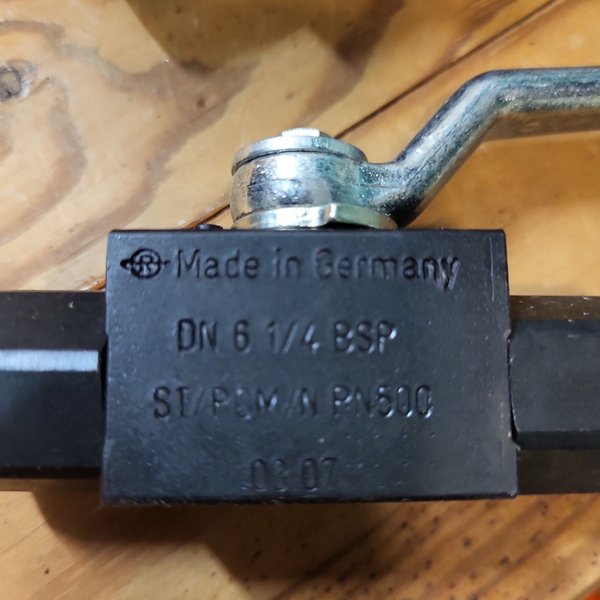 R Made in Germany
DN 6 1/4 BSP
ST/POM/N PN500
03 07